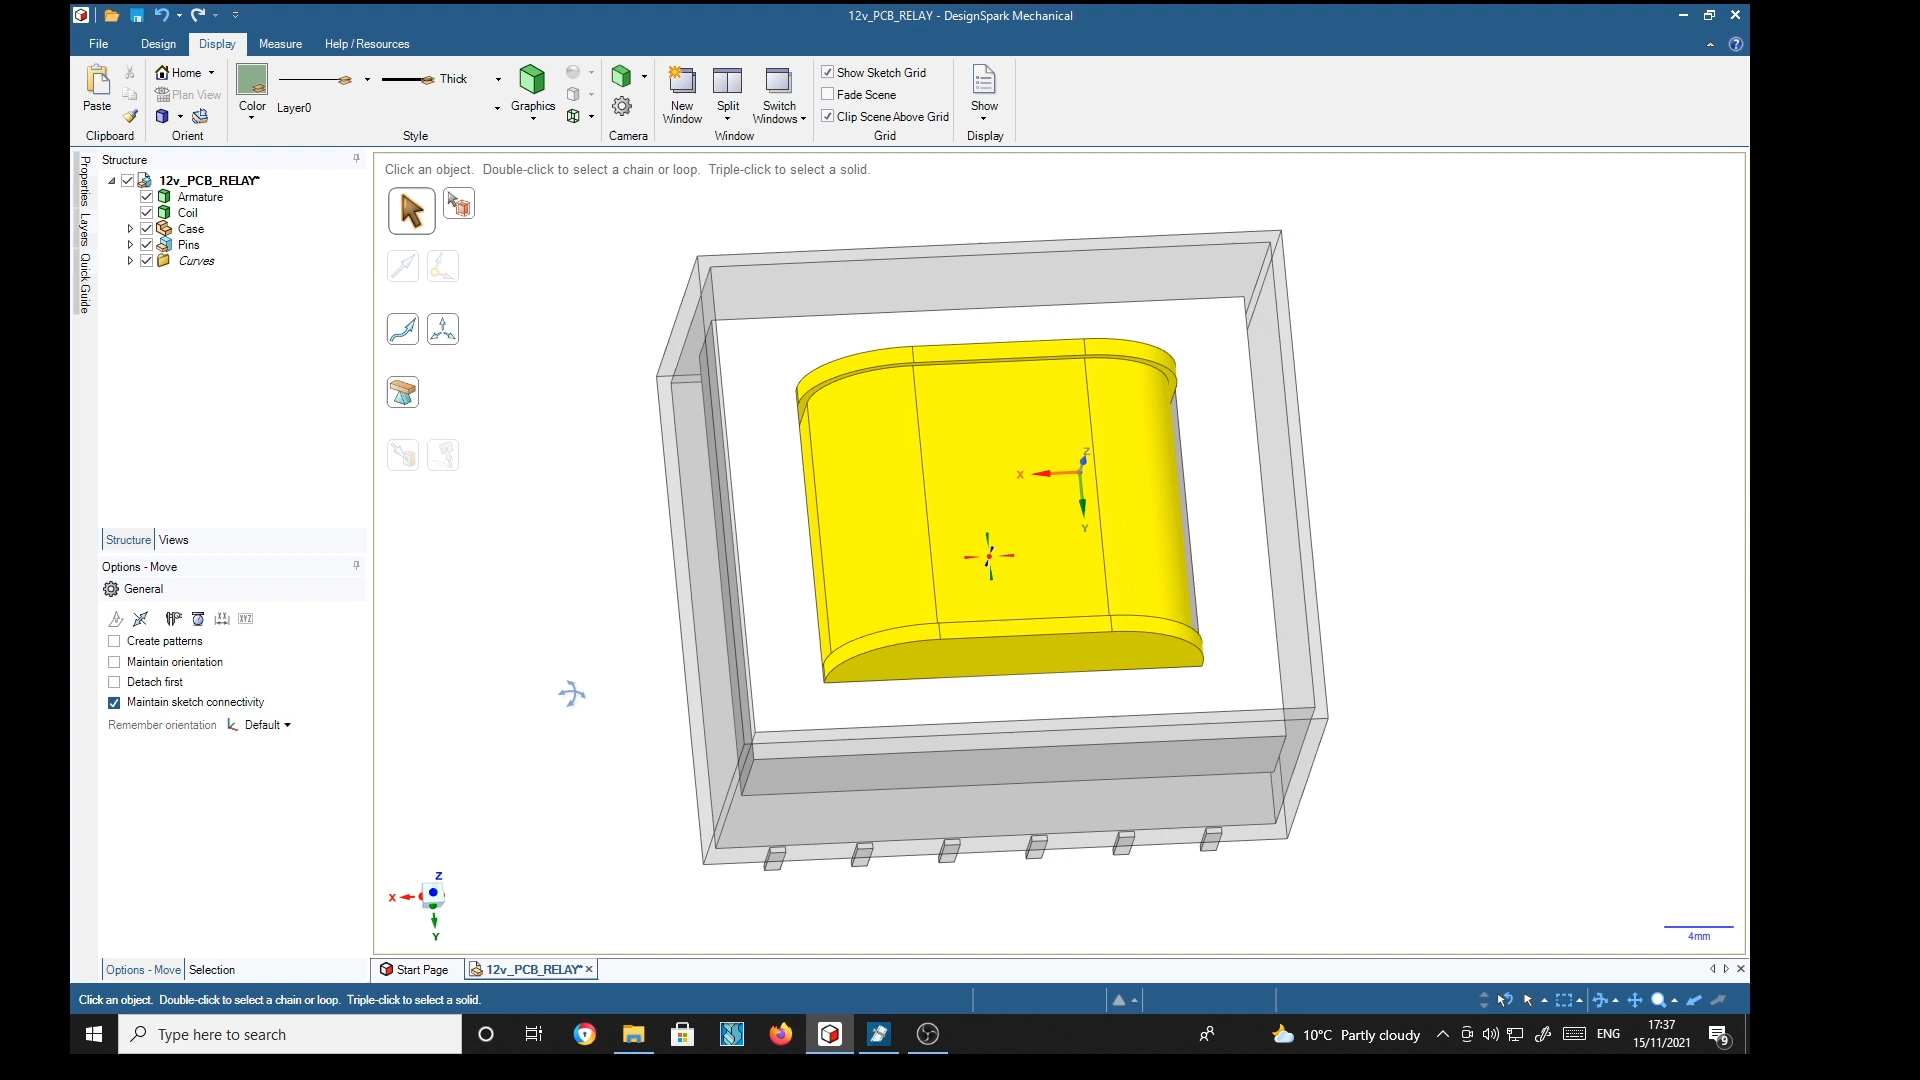 12v_PCB_RELAY - DesignSpark Mechanical
File Design Display Measure Help / Resources
Paste
Clipboard
Home
Plan View
Orient
Color
Layer0
Thick
Style
Graphics
Camera
New Window
Split
Switch Windows
Window
Show Sketch Grid
Fade Scene
Clip Scene Above Grid
Grid
Show
Display
Properties Layers Quick Guide
Structure
12v_PCB_RELAY*
Armature
Coil
Case
Pins
Curves
Structure Views
Options - Move
General
XYZ
Create patterns
Maintain orientation
Detach first
Maintain sketch connectivity
Remember orientation Default
Options - Move Selection
Click an object. Double-click to select a chain or loop. Triple-click to select a solid.
Z
X
Y
Z
X
Y
4mm
Start Page 12v_PCB_RELAY*
Click an object. Double-click to select a chain or loop. Triple-click to select a solid.
Type here to search
10°C Partly cloudy
ENG
17:37
15/11/2021
9